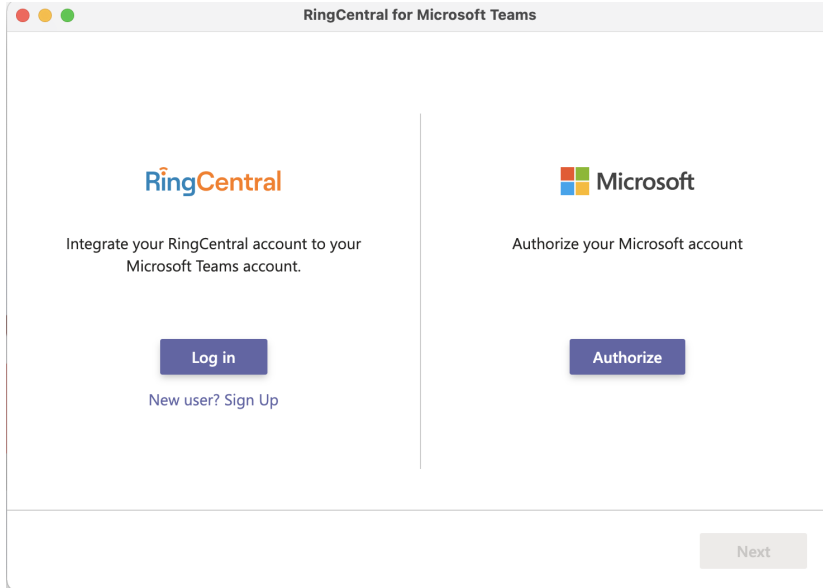 RingCentral for Microsoft Teams
RingCentral
Integrate your RingCentral account to your
Microsoft Teams account.
Log in
New user? Sign Up
Microsoft
Authorize your Microsoft account
Authorize
Next